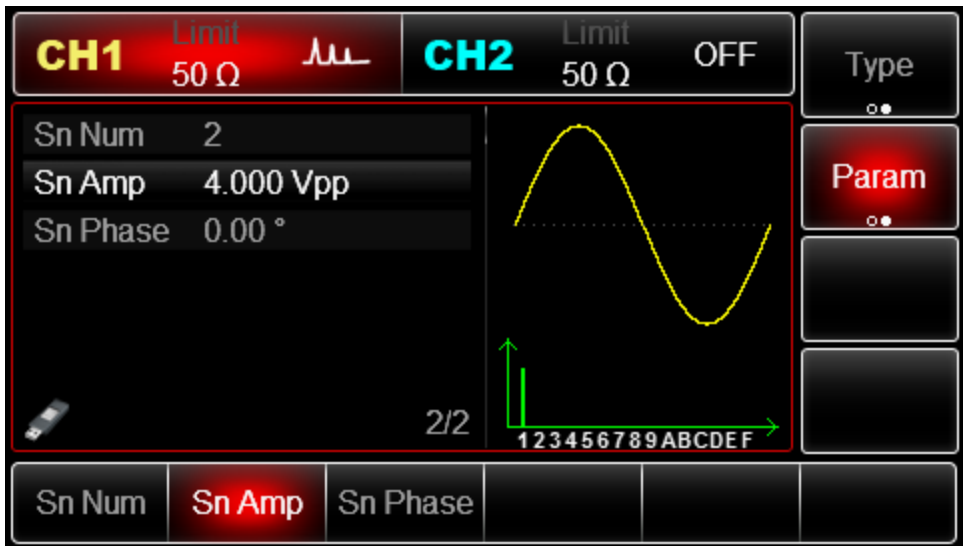 CH1 Limit 50 Ω
CH2 Limit 50 Ω OFF
Type
Sn Num 2
Sn Amp 4.000 Vpp
Sn Phase 0.00 °
Param
2/2
123456789ABCDEF
Sn Num Sn Amp Sn Phase